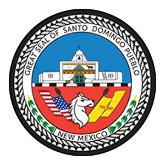 GREAT SEAL OF SANTO DOMINGO PUEBLO
NEW MEXICO